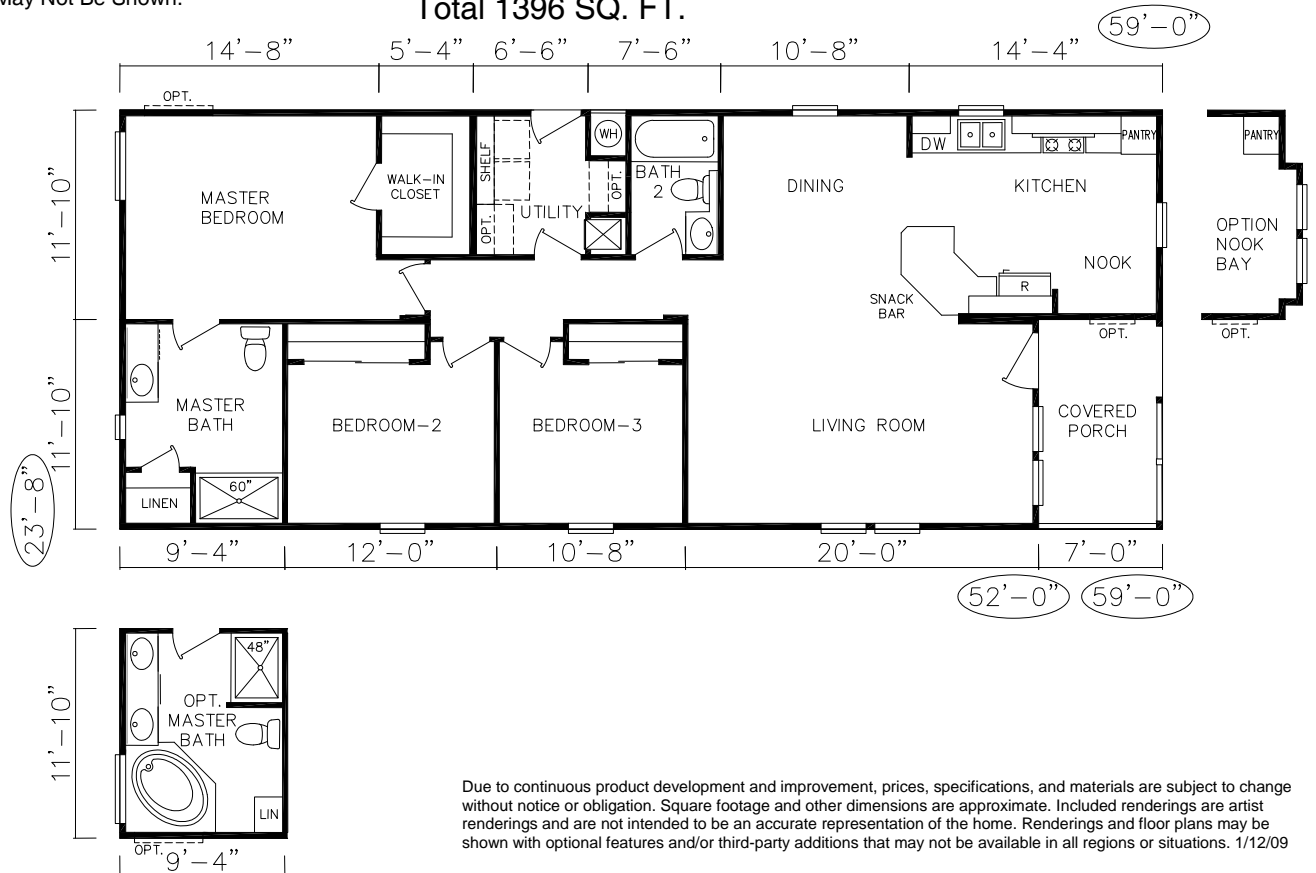 May Not Be Shown.
Total 1396 SQ. FT.
59'-0"
14'-8"
5'-4"
6'-6"
7'-6"
10'-8"
14'-4"
OPT.
11'-10"
MASTER
BEDROOM
WALK-IN
CLOSET
SHELF
OPT.
UTILITY
WH
OPT.
BATH
2
DINING
DW
PANTRY
KITCHEN
NOOK
SNACK
BAR
R
PANTRY
OPTION
NOOK
BAY
OPT.
OPT.
11'-10"
23'-8"
MASTER
BATH
LINEN
60"
BEDROOM-2
BEDROOM-3
LIVING ROOM
COVERED
PORCH
9'-4"
12'-0"
10'-8"
20'-0"
7'-0"
52'-0"
59'-0"
11'-10"
48"
OPT.
MASTER
BATH
LIN
OPT.
9'-4"
Due to continuous product development and improvement, prices, specifications, and materials are subject to change
without notice or obligation. Square footage and other dimensions are approximate. Included renderings are artist
renderings and are not intended to be an accurate representation of the home. Renderings and floor plans may be
shown with optional features and/or third-party additions that may not be available in all regions or situations. 1/12/09